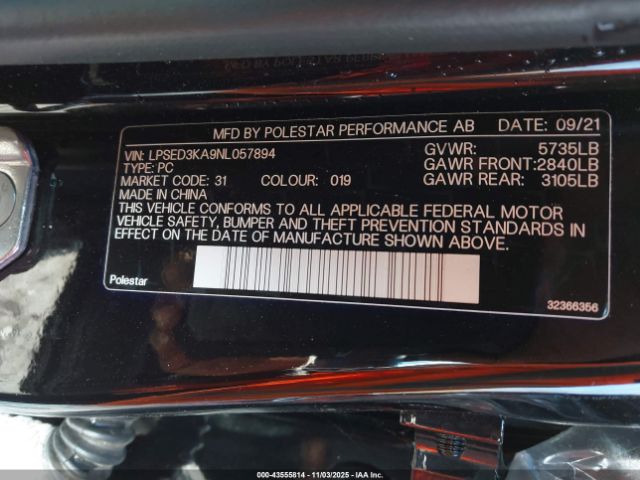 MFD BY POLESTAR PERFORMANCE AB DATE: 09/21
VIN: LPSED3KA9NL057894 GVWR: 5735LB
TYPE: PC GAWR FRONT:2840LB
MARKET CODE: 31 COLOUR: 019 GAWR REAR: 3105LB
MADE IN CHINA
THIS VEHICLE CONFORMS TO ALL APPLICABLE FEDERAL MOTOR
VEHICLE SAFETY, BUMPER AND THEFT PREVENTION STANDARDS IN
EFFECT ON THE DATE OF MANUFACTURE SHOWN ABOVE.
Polestar 32366356
000-43555814 - 11/03/2025 - IAA Inc.